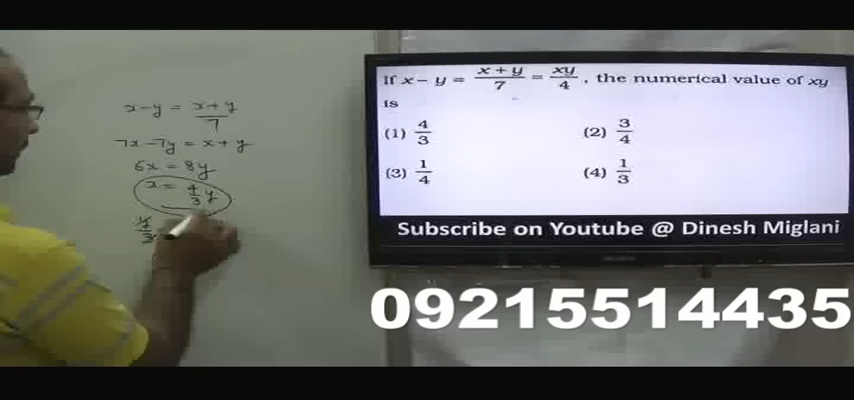 x-y = x+y/7
7x-7y = x+y
6x = 8y
x = 4/3 y
y/3
If x – y = x + y/7 = xy/4 , the numerical value of xy
is
(1) 4/3 (2) 3/4
(3) 1/4 (4) 1/3
Subscribe on Youtube @ Dinesh Miglani
09215514435